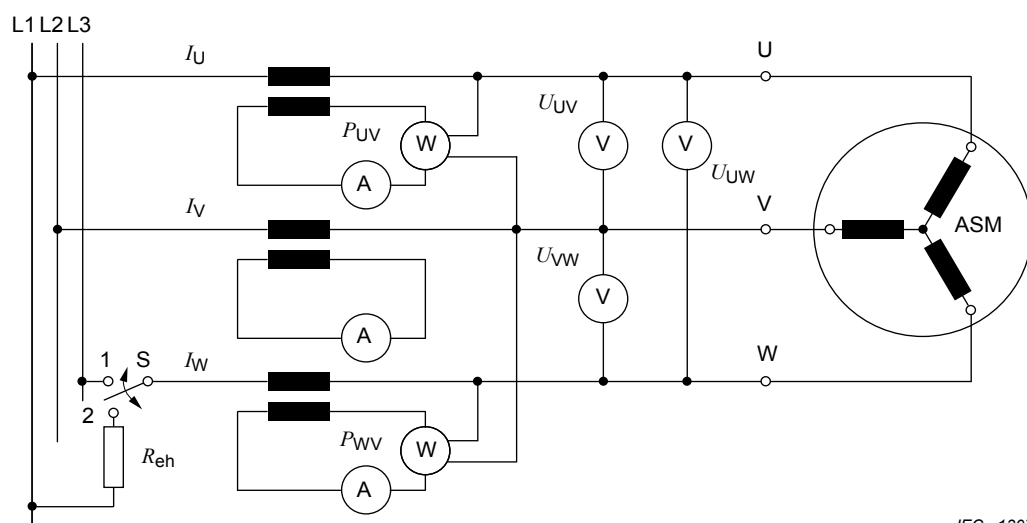 L1 L2 L3
I_U
U
P_UV
W
U_UV
V
V
U_UW
A
I_V
V
ASM
U_VW
V
A
1 S
I_W
W
2
R_eh
P_WV
W
A